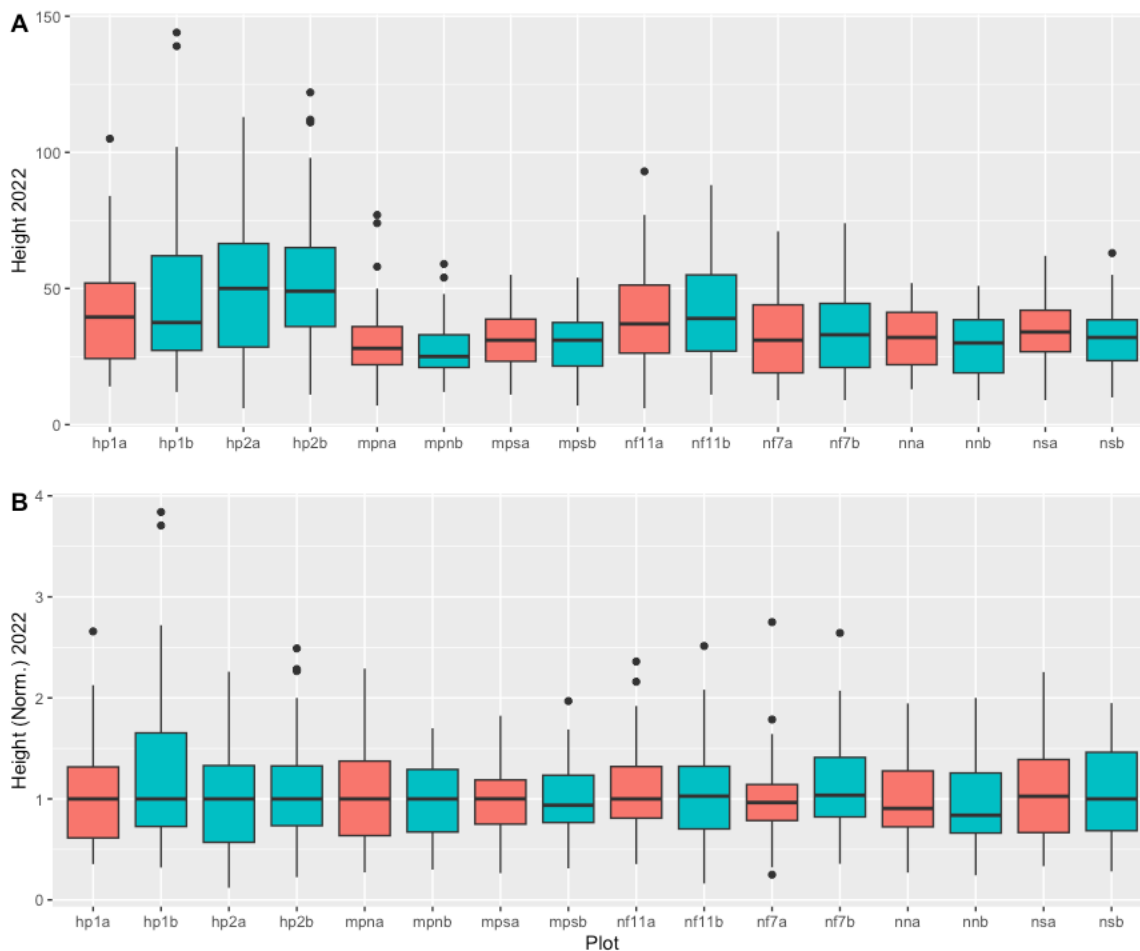 A
150
100
50
0
Height 2022
hp1a hp1b hp2a hp2b mpna mpnb mpsa mpsb nf11a nf11b nf7a nf7b nna nnb nsa nsb
B
4
3
2
1
0
Height (Norm.) 2022
hp1a hp1b hp2a hp2b mpna mpnb mpsa mpsb nf11a nf11b nf7a nf7b nna nnb nsa nsb
Plot